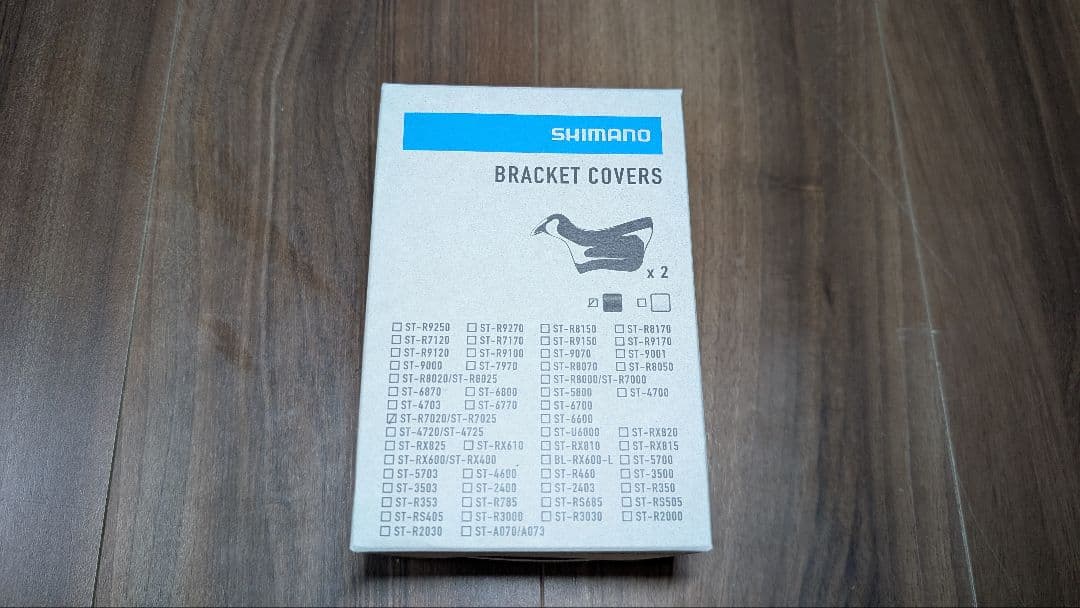 SHIMANO
BRACKET COVERS
x 2
ST-R9250 ST-R9270 ST-R8150 ST-R8170
ST-R7120 ST-R7170 ST-R9150 ST-R9170
ST-R9120 ST-R9100 ST-9070 ST-9001
ST-9000 ST-7970 ST-R8070 ST-R8050
ST-R8020/ST-R8025 ST-R8000/ST-R7000
ST-6870 ST-6800 ST-5800 ST-4700
ST-4703 ST-6770 ST-6700
ST-R7020/ST-R7025 ST-6600
ST-4720/ST-4725 ST-U6000 ST-RX820
ST-RX825 ST-RX610 ST-RX810 ST-RX815
ST-RX600/ST-RX400 BL-RX600-L ST-5700
ST-5703 ST-4600 ST-R460 ST-3500
ST-3503 ST-2400 ST-2403 ST-R350
ST-R353 ST-R785 ST-RS685 ST-RS505
ST-RS405 ST-R3000 ST-R3030 ST-R2000
ST-R2030 ST-A070/A073